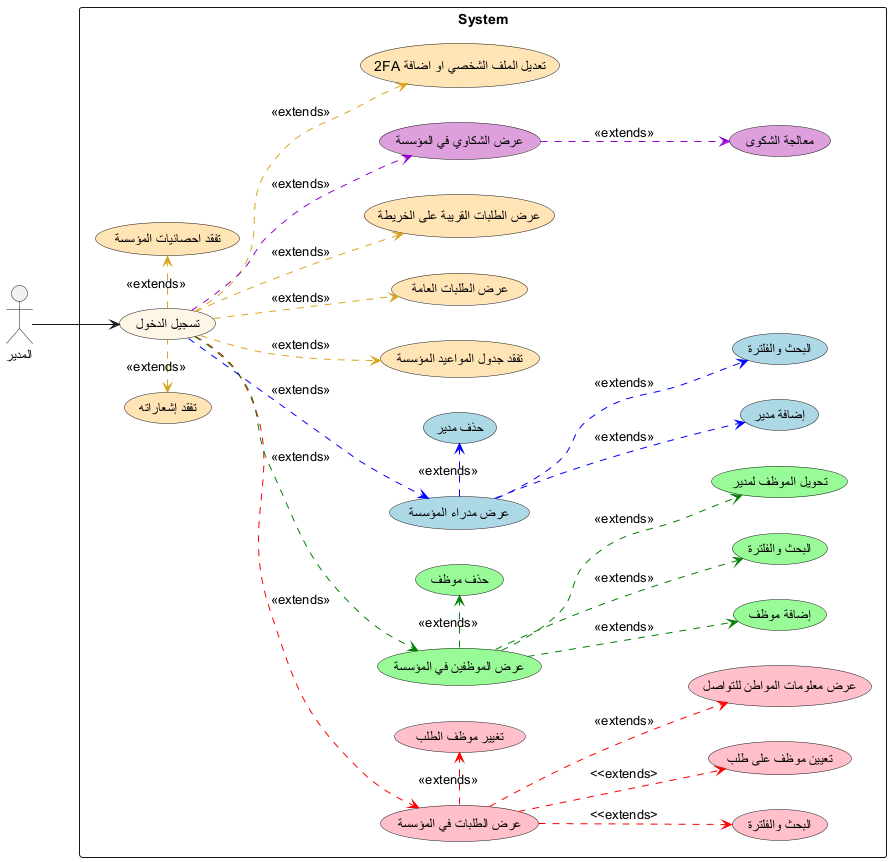 System
تعديل الملف الشخصي او اضافة 2FA
«extends»
عرض الشكاوي في المؤسسة
«extends»
معالجة الشكوى
«extends»
عرض الطلبات القريبة على الخريطة
«extends»
تفقد احصائيات المؤسسة
«extends»
عرض الطلبات العامة
«extends»
تسجيل الدخول
المدير
«extends»
تفقد جدول المواعيد المؤسسة
«extends»
تفقد إشعاراته
البحث والفلترة
«extends»
«extends»
إضافة مدير
«extends»
حذف مدير
«extends»
عرض مدراء المؤسسة
«extends»
تحويل الموظف لمدير
«extends»
البحث والفلترة
«extends»
حذف موظف
«extends»
إضافة موظف
«extends»
«extends»
عرض الموظفين في المؤسسة
«extends»
عرض معلومات المواطن للتواصل
«extends»
تغيير موظف الطلب
«extends»
تعيين موظف على طلب
<<extends>
عرض الطلبات في المؤسسة
<<extends>
البحث والفلترة